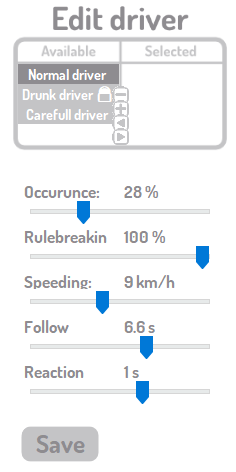 Edit driver
Available Selected
Normal driver
Drunk driver
Carefull driver
Occurunce: 28 %
Rulebreakin 100 %
Speeding: 9 km/h
Follow 6.6 s
Reaction 1 s
Save